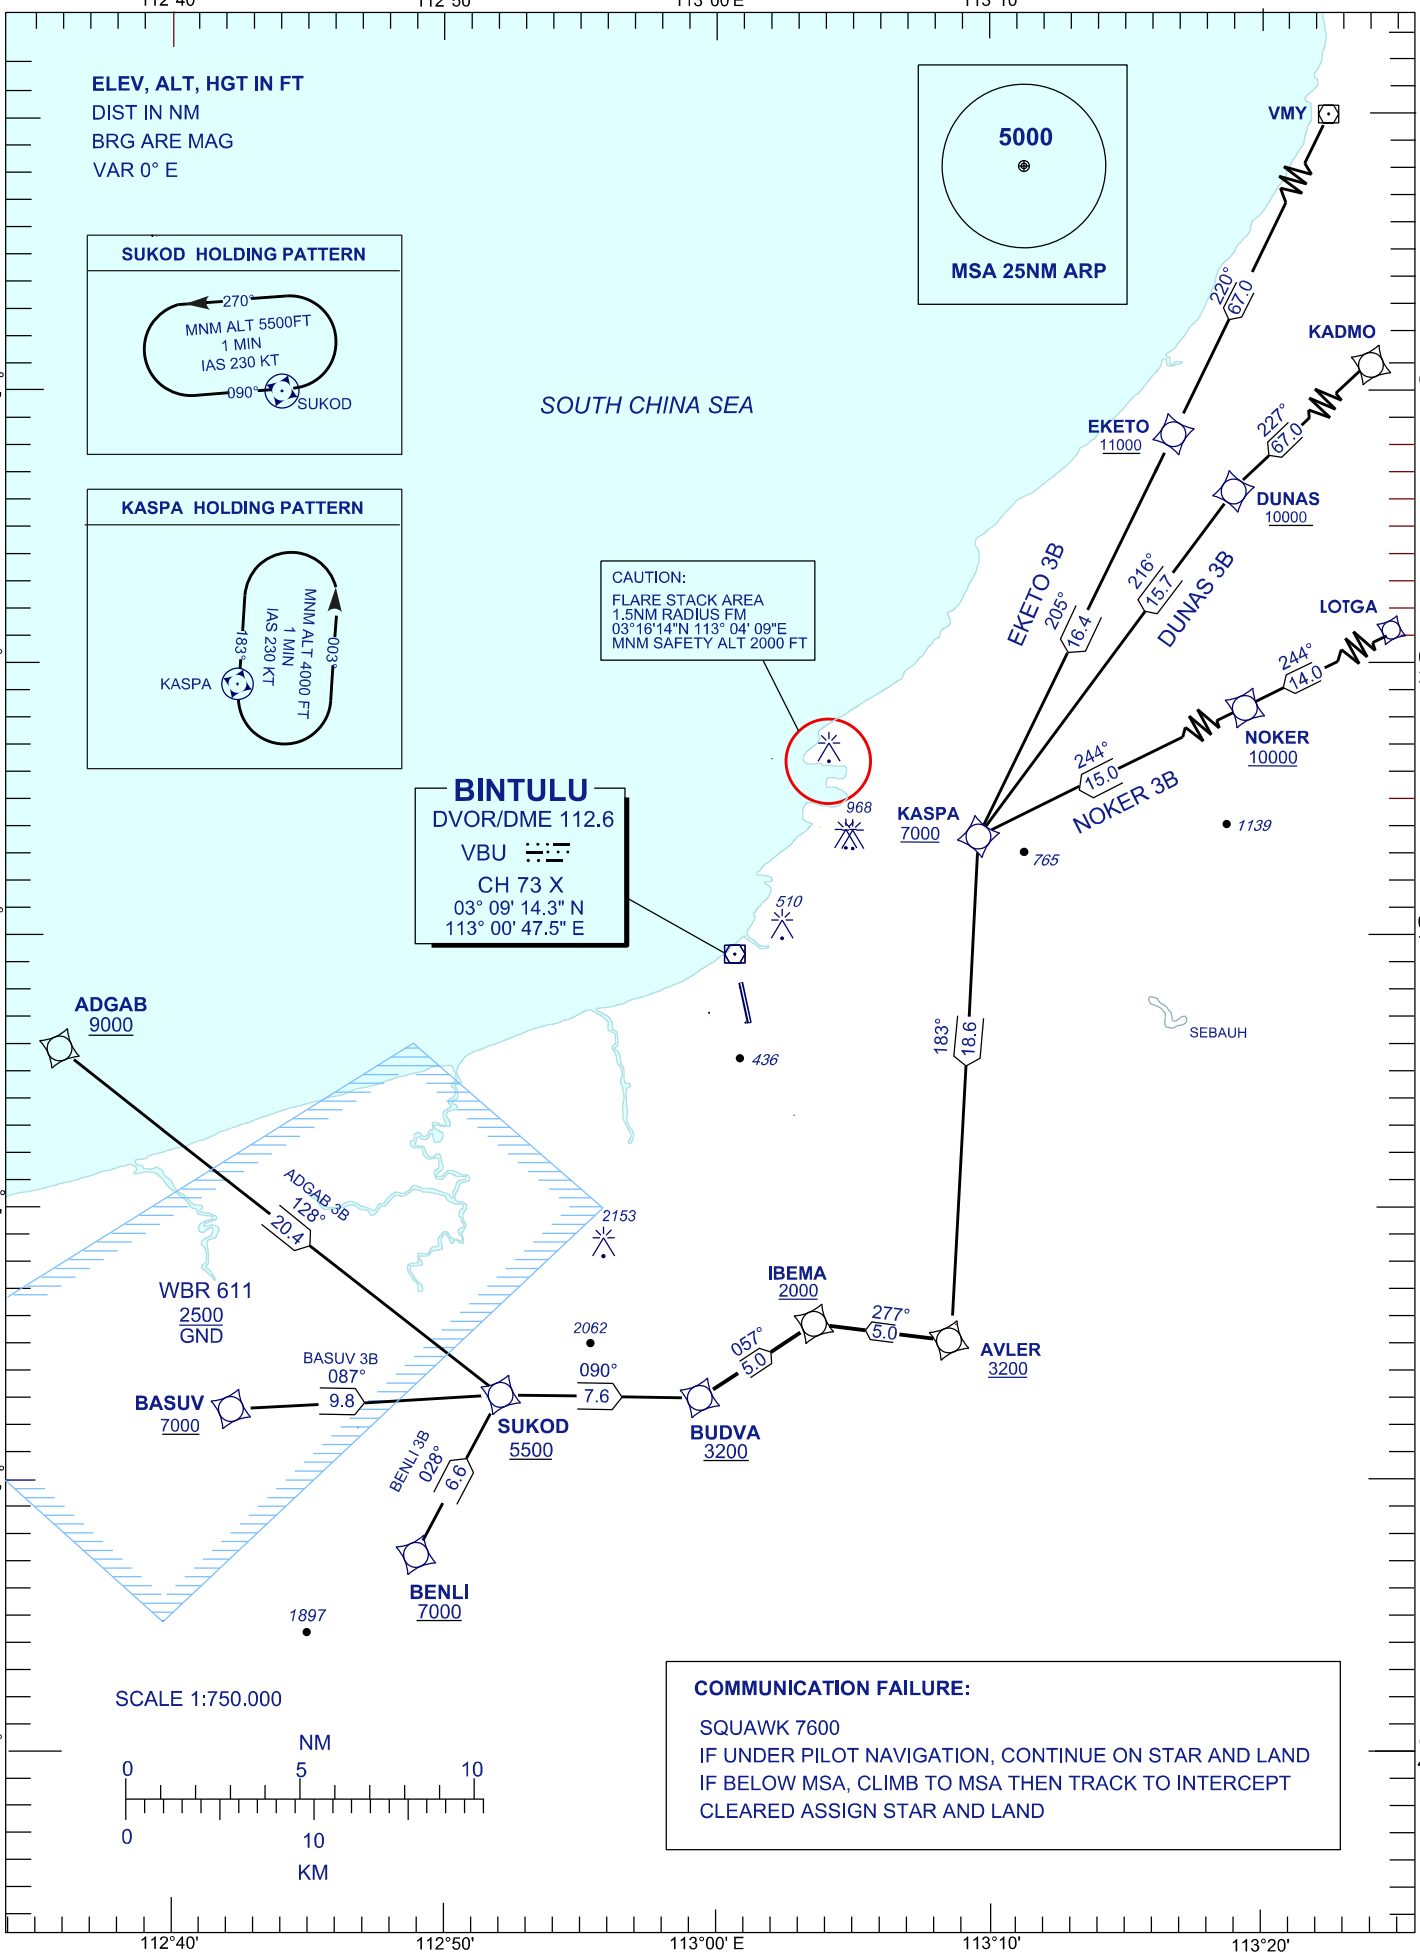 112°40'
112°50'
113°00'E
113°10'
ELEV, ALT, HGT IN FT
DIST IN NM
BRG ARE MAG
VAR 0° E
5000
MSA 25NM ARP
VMY
220°
67.0
KADMO
227°
67.0
SUKOD HOLDING PATTERN
270°
MNM ALT 5500FT
1 MIN
IAS 230 KT
090°
SUKOD
SOUTH CHINA SEA
EKETO
11000
DUNAS
10000
KASPA HOLDING PATTERN
183°
MNM ALT 4000 FT
1 MIN
IAS 230 KT
003°
KASPA
CAUTION:
FLARE STACK AREA
1.5NM RADIUS FM
03°16'14"N 113° 04' 09"E
MNM SAFETY ALT 2000 FT
EKETO 3B
205°
16.4
216°
15.7
DUNAS 3B
LOTGA
244°
14.0
NOKER
10000
244°
15.0
NOKER 3B
BINTULU
DVOR/DME 112.6
VBU
CH 73 X
03° 09' 14.3" N
113° 00' 47.5" E
968
KASPA
7000
765
1139
510
ADGAB
9000
436
183°
18.6
SEBAUH
ADGAB 3B
128°
20.4
2153
WBR 611
2500
GND
IBEMA
2000
277°
5.0
AVLER
3200
2062
057°
5.0
BASUV 3B
087°
9.8
090°
7.6
BASUV
7000
SUKOD
5500
BUDVA
3200
BENLI 3B
028°
6.6
BENLI
7000
1897
SCALE 1:750.000
NM
0 5 10
0 10
KM
COMMUNICATION FAILURE:
SQUAWK 7600
IF UNDER PILOT NAVIGATION, CONTINUE ON STAR AND LAND
IF BELOW MSA, CLIMB TO MSA THEN TRACK TO INTERCEPT
CLEARED ASSIGN STAR AND LAND
112°40'
112°50'
113°00' E
113°10'
113°20'